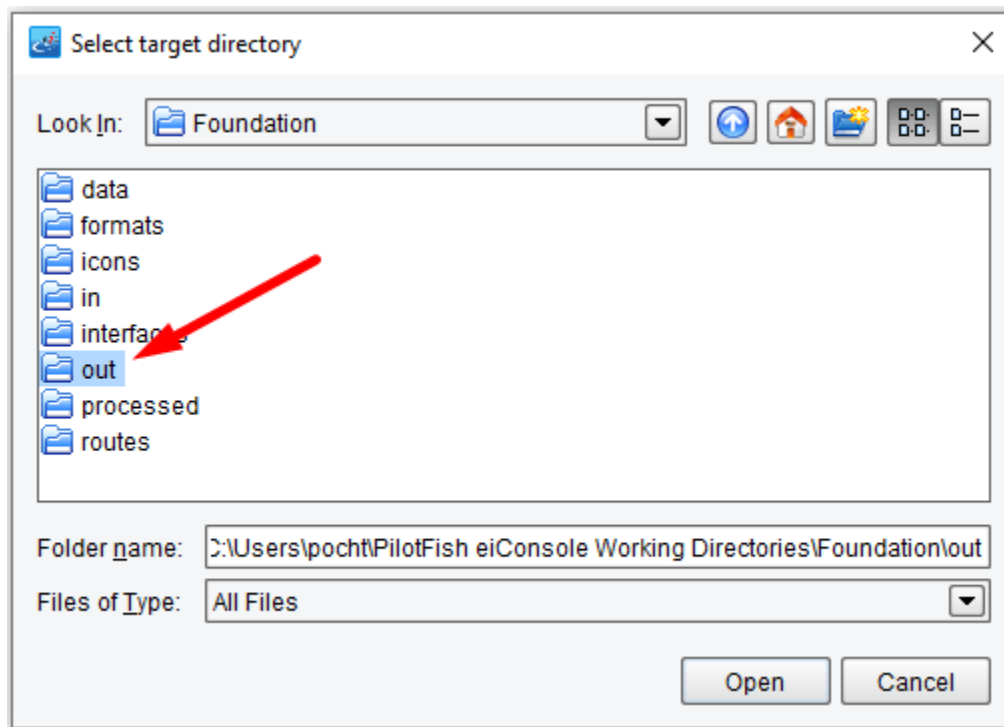 Select target directory
Look In: Foundation
data
formats
icons
in
interfaces
out
processed
routes
Folder name: C:\Users\pocht\PilotFish eiConsole Working Directories\Foundation\out
Files of Type: All Files
Open Cancel